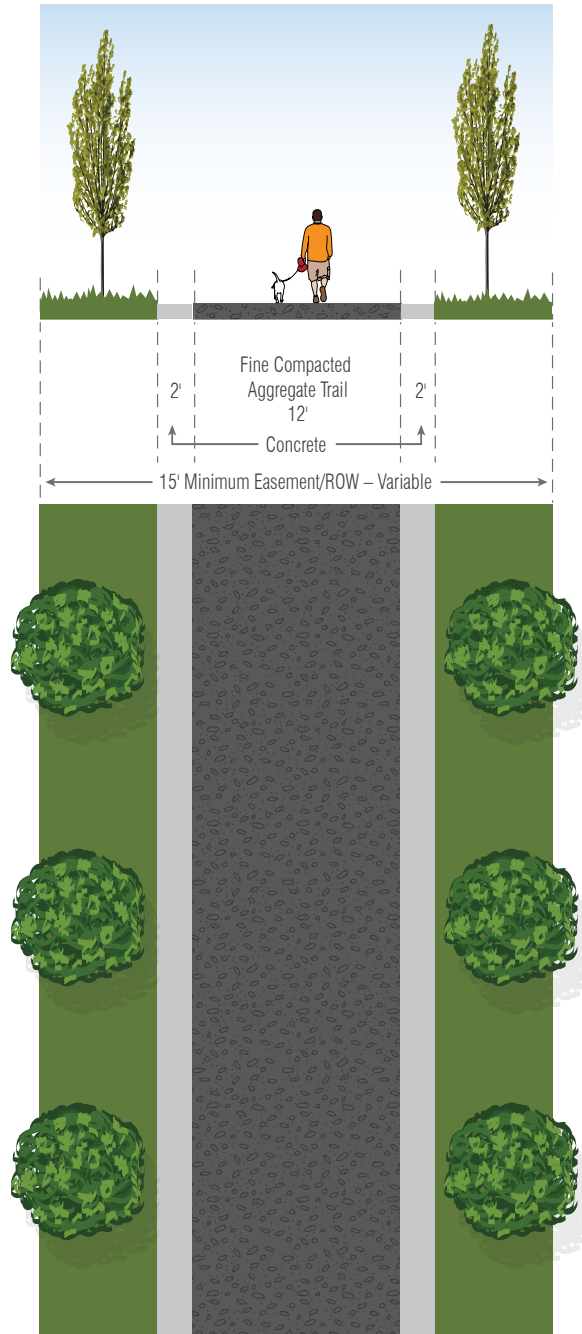 Fine Compacted
Aggregate Trail
2' 12' 2'
Concrete
15' Minimum Easement/ROW – Variable